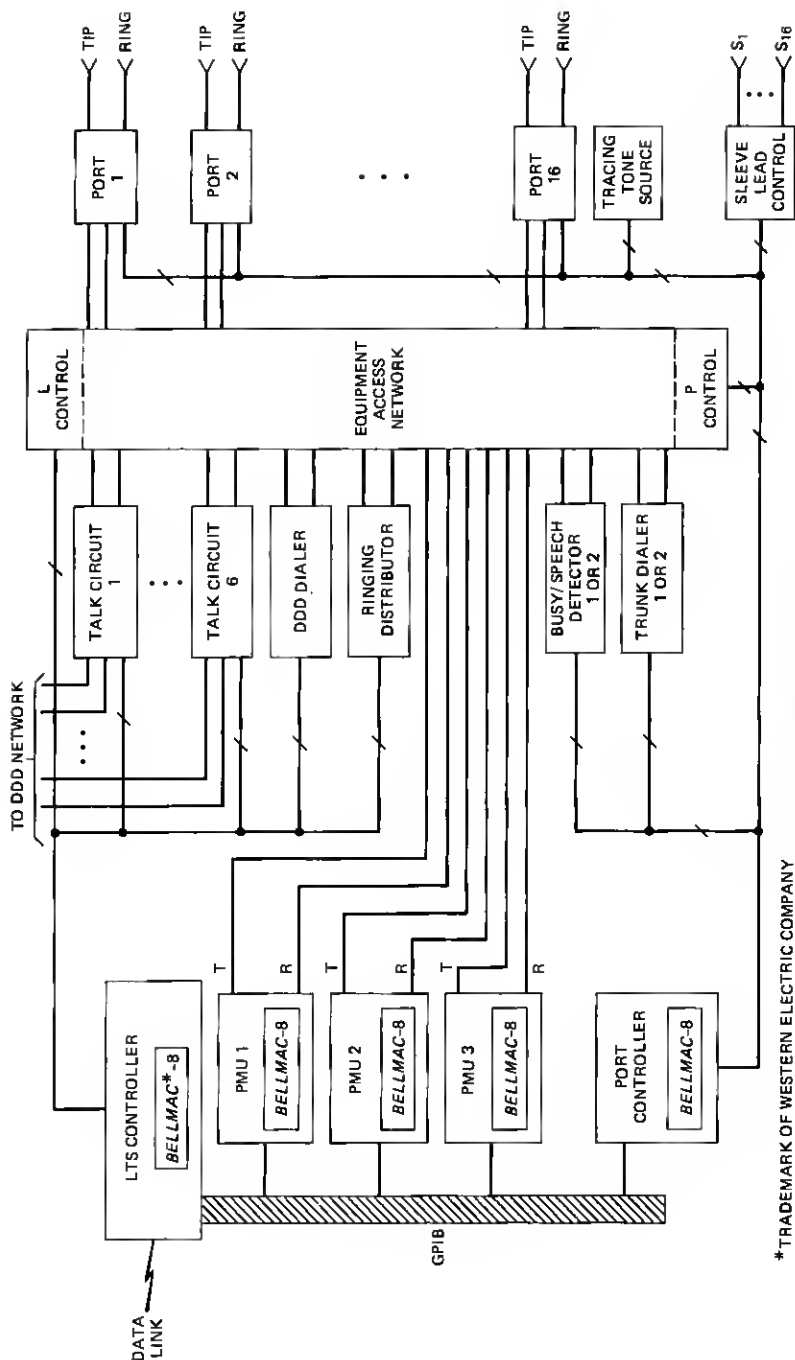 DATA
LINK
LTS CONTROLLER
BELLMAC*-8
GPIB
PMU 1
BELLMAC-8
T
R
PMU 2
BELLMAC-8
T
R
PMU 3
BELLMAC-8
T
R
PORT
CONTROLLER
BELLMAC-8
TO DDD NETWORK
TALK CIRCUIT
1
TALK CIRCUIT
6
DDD DIALER
RINGING
DISTRIBUTOR
BUSY/SPEECH
DETECTOR
1 OR 2
TRUNK DIALER
1 OR 2
L
CONTROL
EQUIPMENT
ACCESS
NETWORK
P
CONTROL
PORT
1
TIP
RING
PORT
2
TIP
RING
PORT
16
TIP
RING
TRACING
TONE
SOURCE
SLEEVE
LEAD
CONTROL
S1
S16
*TRADEMARK OF WESTERN ELECTRIC COMPANY